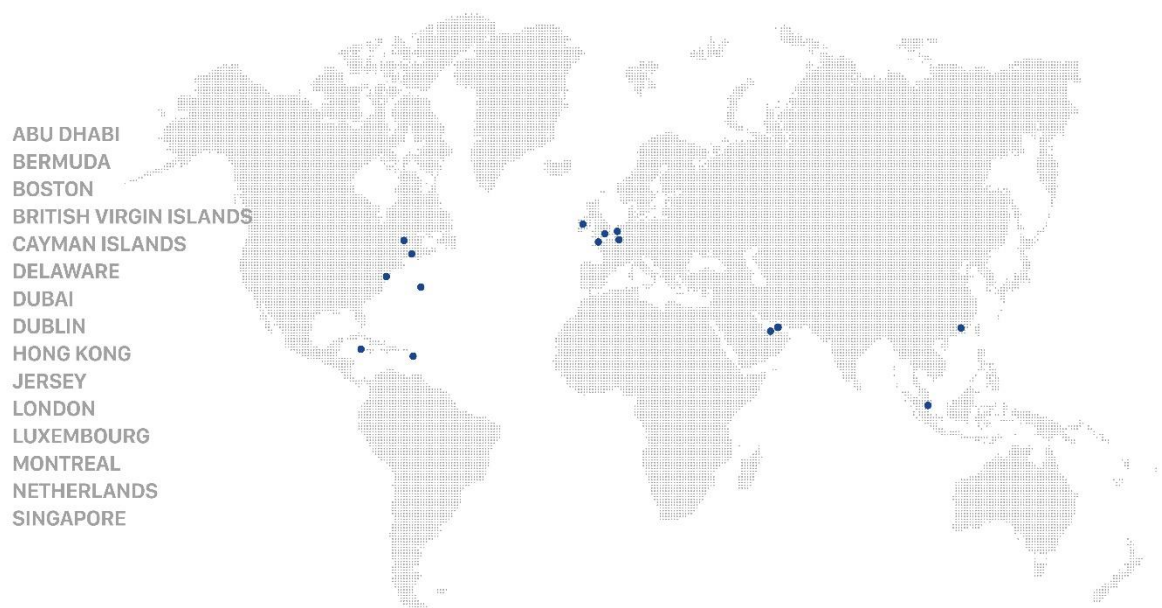 ABU DHABI
BERMUDA
BOSTON
BRITISH VIRGIN ISLANDS
CAYMAN ISLANDS
DELAWARE
DUBAI
DUBLIN
HONG KONG
JERSEY
LONDON
LUXEMBOURG
MONTREAL
NETHERLANDS
SINGAPORE